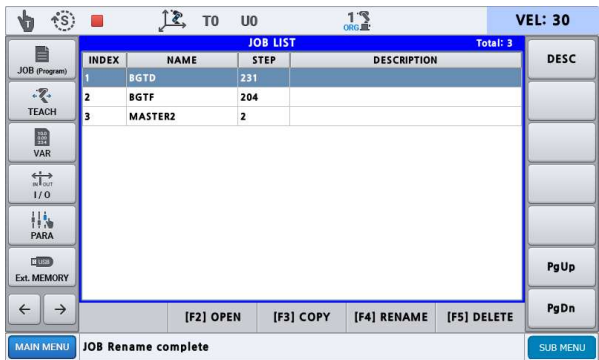 S T0 U0 1 ORG VEL: 30
JOB LIST Total: 3
INDEX NAME STEP DESCRIPTION
1 BGTD 231
2 BGTF 204
3 MASTER2 2
JOB (Program)
TEACH
VAR
IN OUT
I/O
PARA
USB
Ext. MEMORY
← →
DESC
PgUp
PgDn
[F2] OPEN [F3] COPY [F4] RENAME [F5] DELETE
MAIN MENU JOB Rename complete SUB MENU